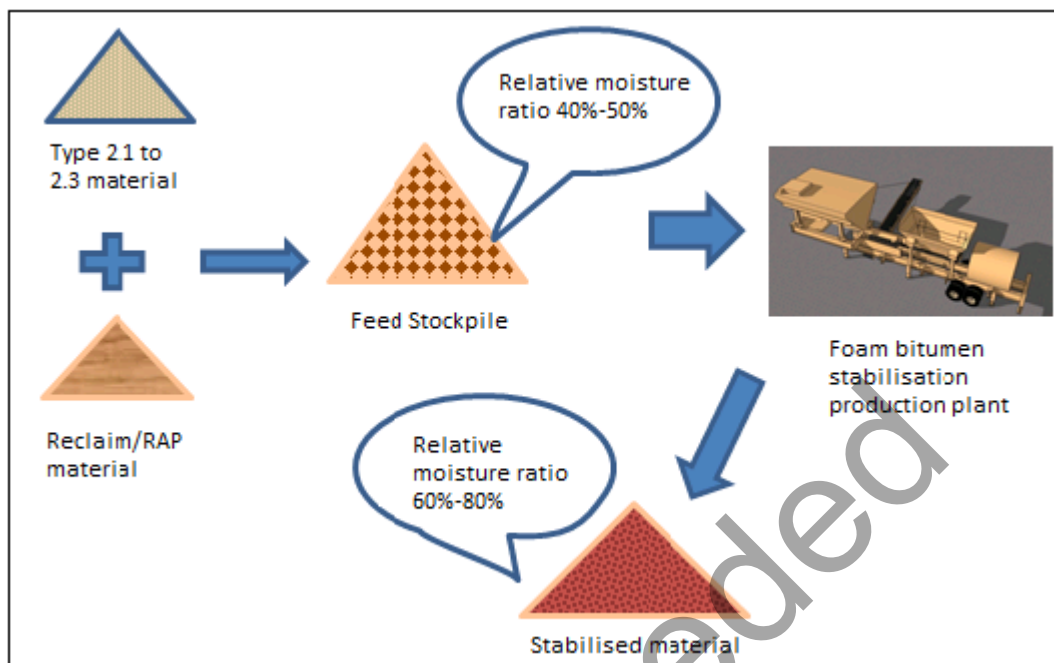 Type 2.1 to
2.3 material
Reclaim/RAP
material
Relative moisture
ratio 40%-50%
Feed Stockpile
Foam bitumen
stabilisation
production plant
Relative
moisture ratio
60%-80%
Stabilised material
eded